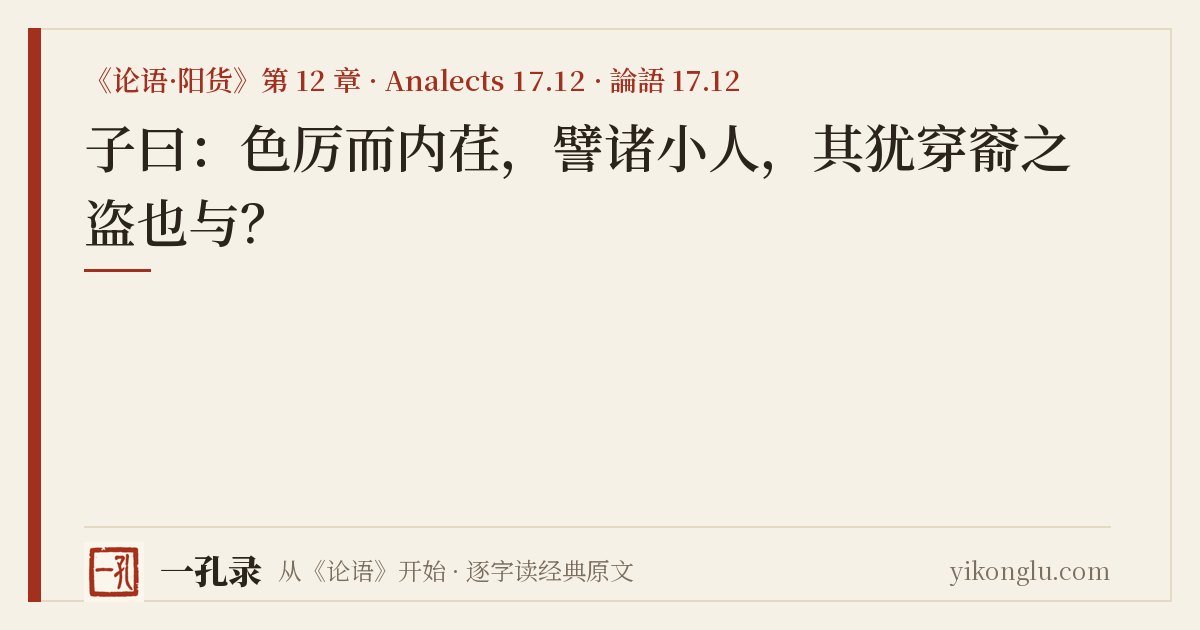 《论语·阳货》第 12 章 · Analects 17.12 · 論語 17.12
子曰：色厉而内荏，譬诸小人，其犹穿窬之
盗也与？
一孔
一孔录 从《论语》开始 · 逐字读经典原文 yikonglu.com